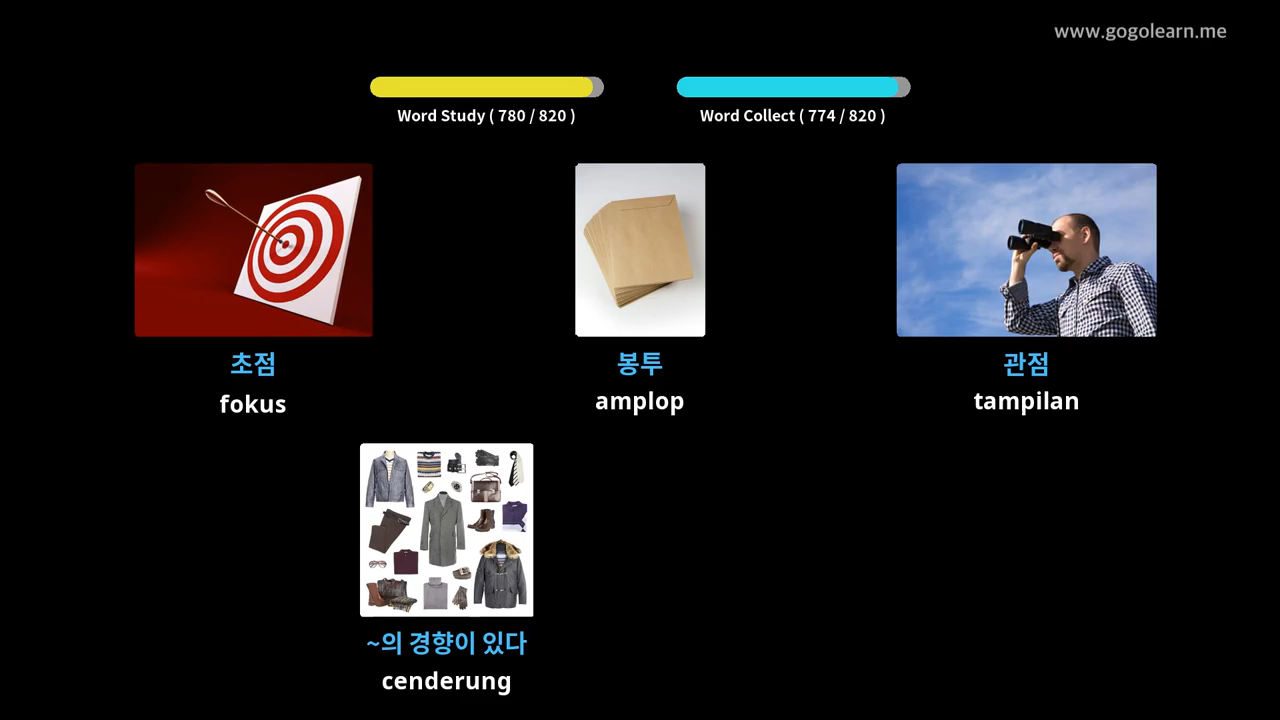 www.gogolearn.me
Word Study ( 780 / 820 )
Word Collect ( 774 / 820 )
초점
봉투
관점
fokus
amplop
tampilan
~의 경향이 있다
cenderung